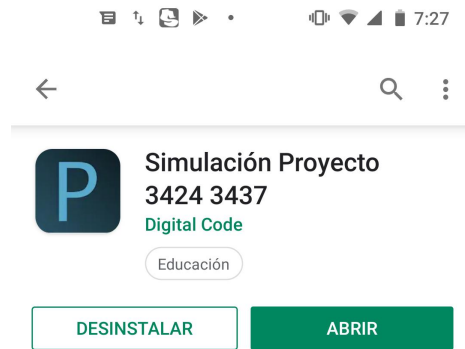 7:27
P
Simulación Proyecto
3424 3437
Digital Code
Educación
DESINSTALAR ABRIR